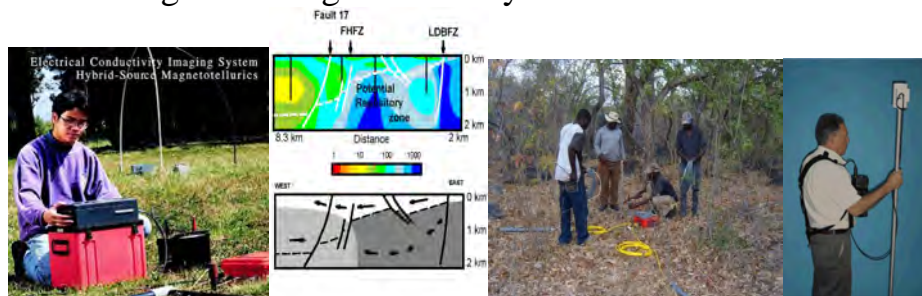 Electrical Conductivity Imaging System
Hybrid-Source Magnetotellurics
Fault 17
FHFZ
LDBFZ
0 km
1 km
2 km
Potential
Repository
zone
8.3 km
Distance
2 km
1
10
100
1000
WEST
EAST
0 km
1 km
2 km